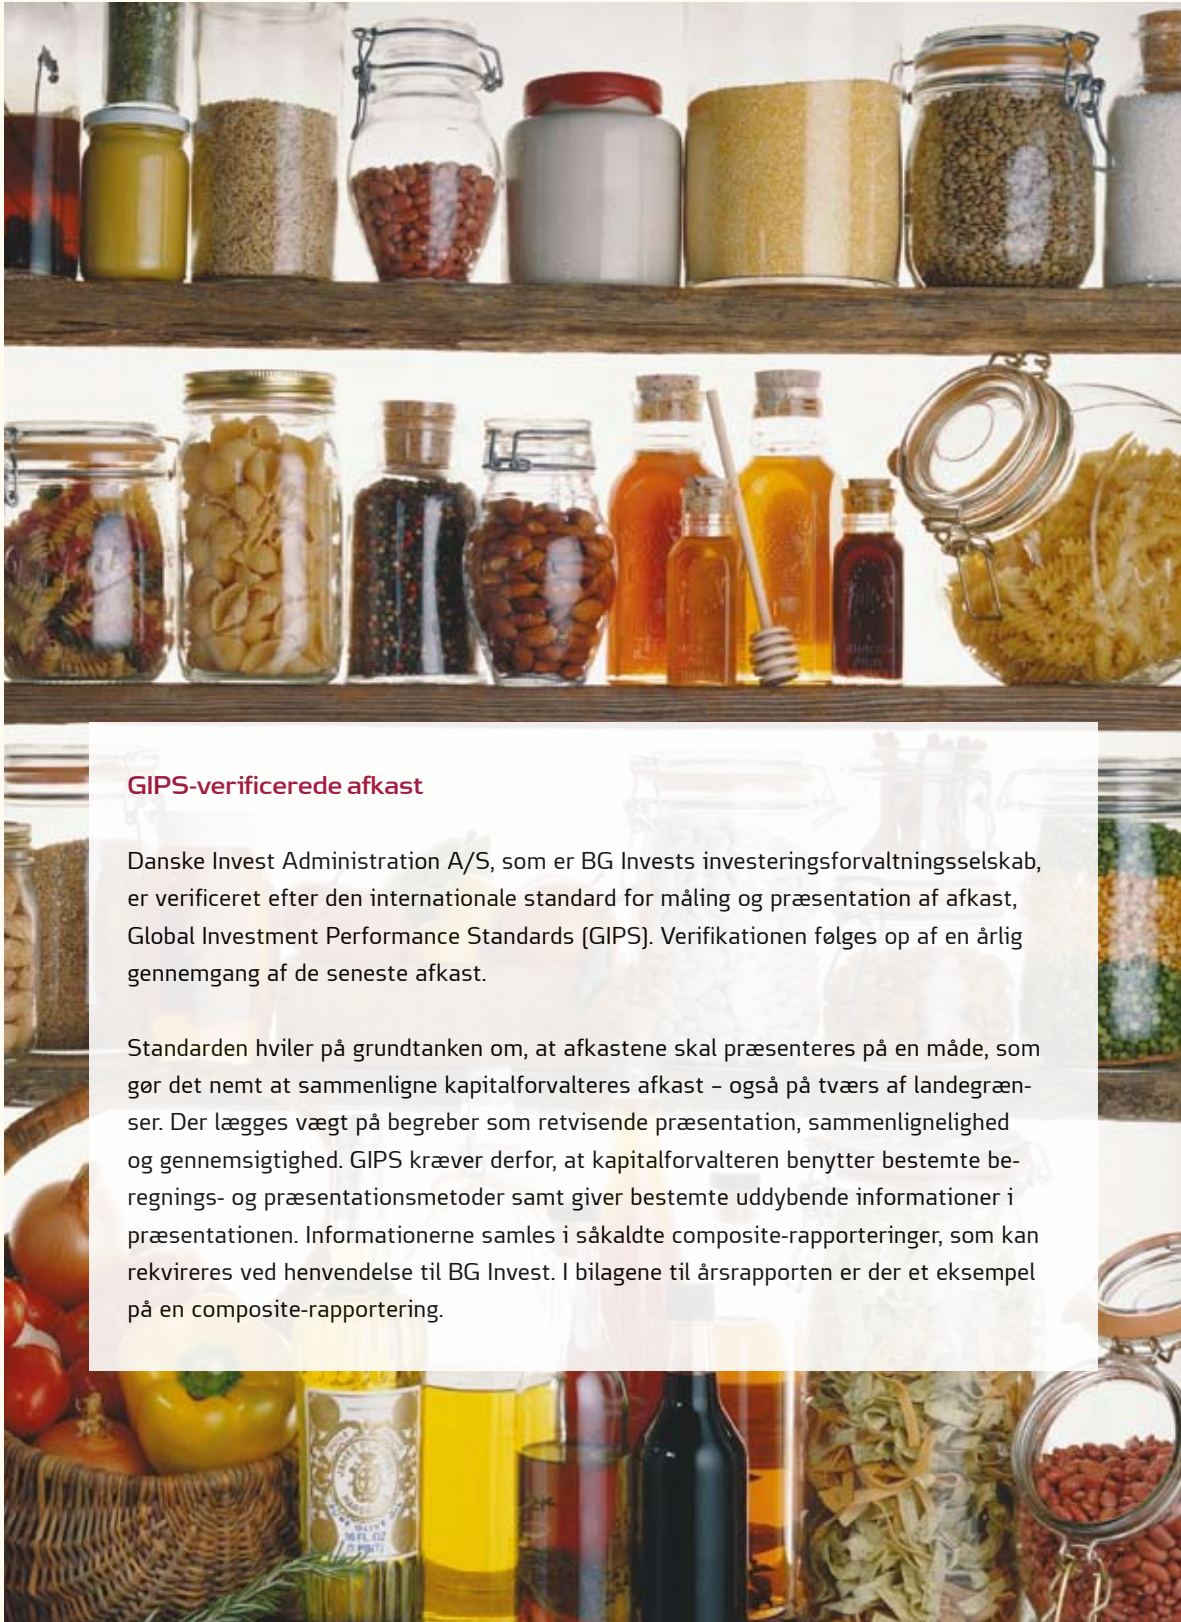 GIPS-verificerede afkast
Danske Invest Administration A/S, som er BG Invests investeringsforvaltningsselskab,
er verificeret efter den internationale standard for måling og præsentation af afkast,
Global Investment Performance Standards (GIPS). Verifikationen følges op af en årlig
gennemgang af de seneste afkast.
Standarden hviler på grundtanken om, at afkastene skal præsenteres på en måde, som
gør det nemt at sammenligne kapitalforvalteres afkast – også på tværs af landegræn-
ser. Der lægges vægt på begreber som retvisende præsentation, sammenlignelighed
og gennemsigtighed. GIPS kræver derfor, at kapitalforvalteren benytter bestemte be-
regnings- og præsentationsmetoder samt giver bestemte uddybende informationer i
præsentationen. Informationerne samles i såkaldte composite-rapporteringer, som kan
rekvireres ved henvendelse til BG Invest. I bilagene til årsrapporten er der et eksempel
på en composite-rapportering.
16 FL. OZ